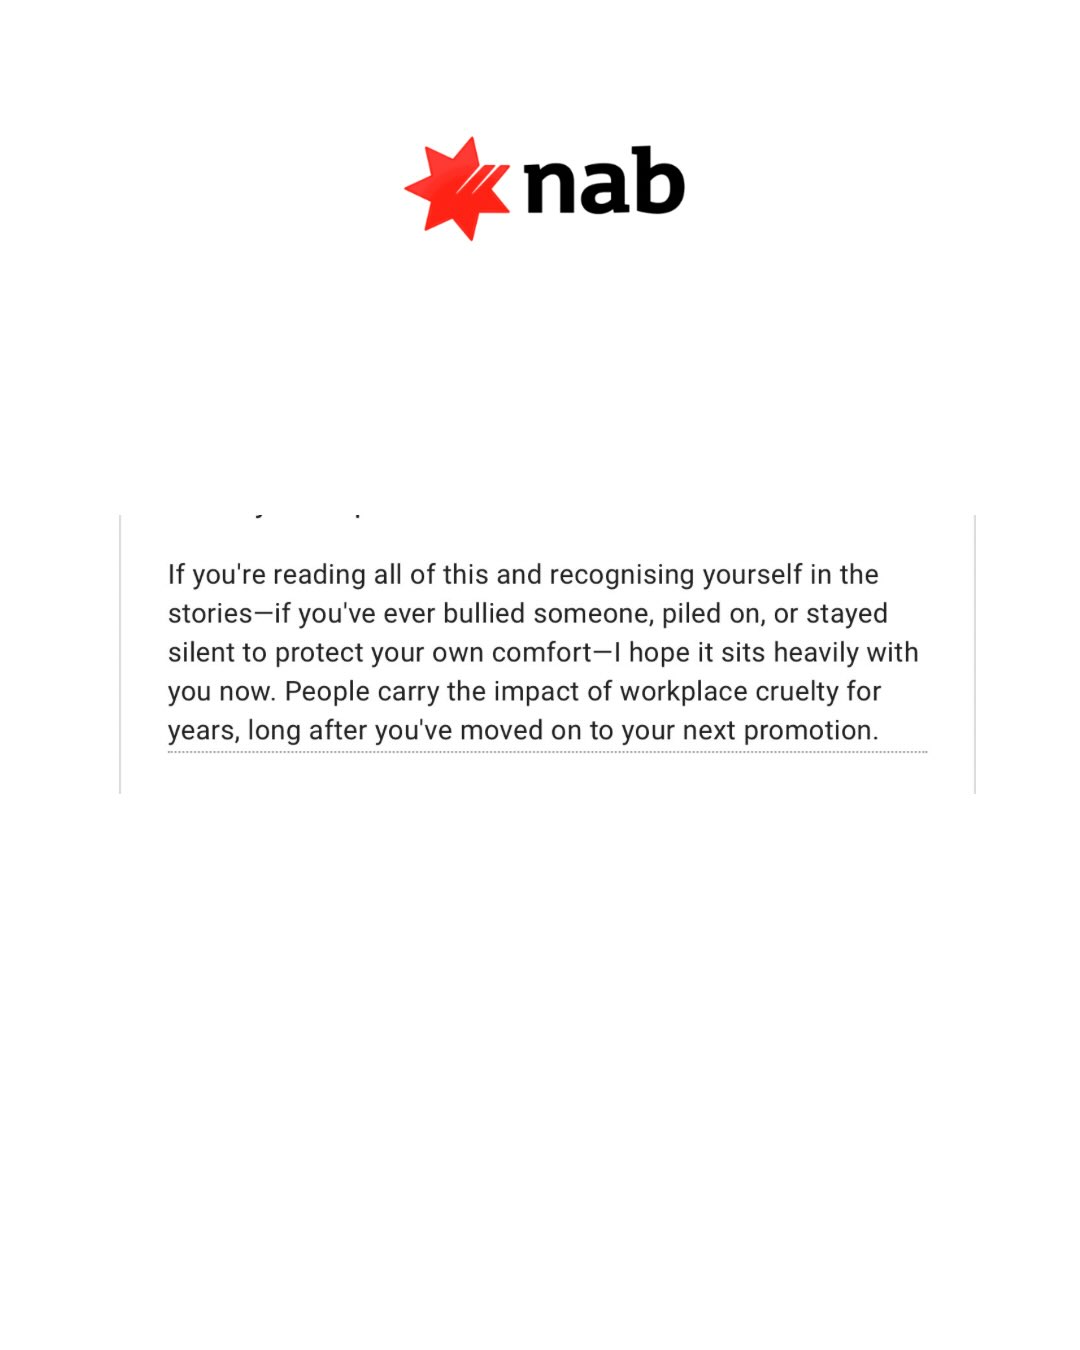 nab
If you're reading all of this and recognising yourself in the
stories—if you've ever bullied someone, piled on, or stayed
silent to protect your own comfort—I hope it sits heavily with
you now. People carry the impact of workplace cruelty for
years, long after you've moved on to your next promotion.